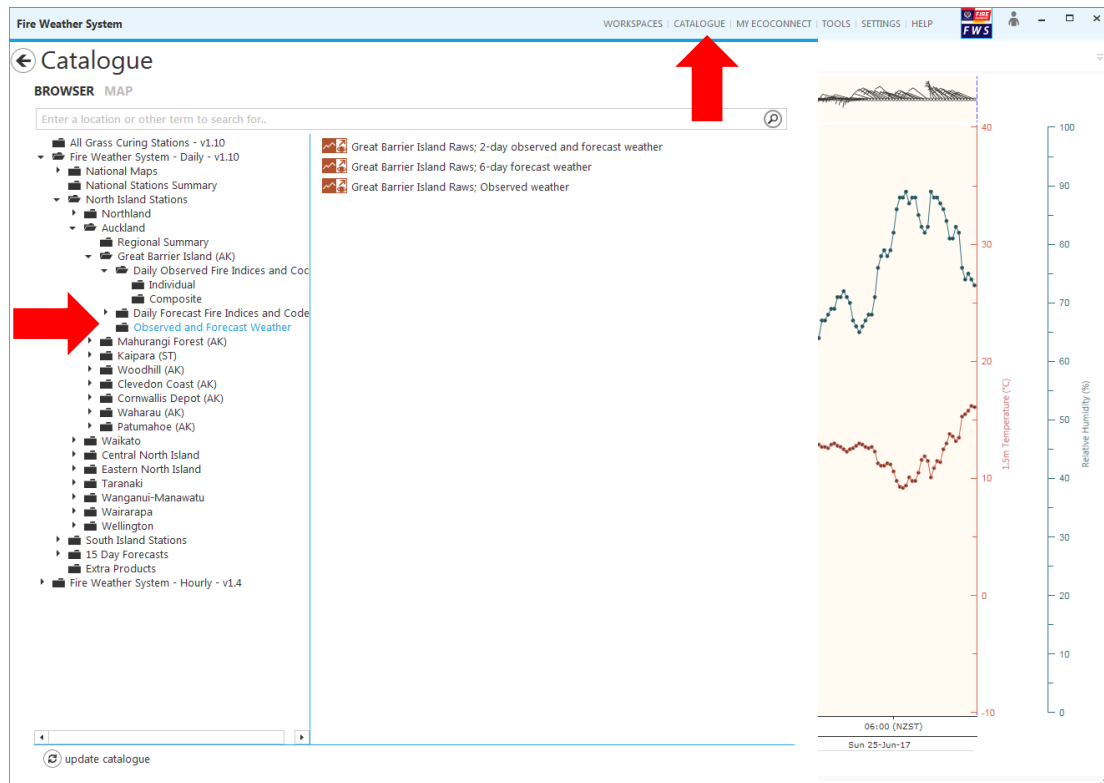 Fire Weather System
WORKSPACES | CATALOGUE | MY ECOCONNECT | TOOLS | SETTINGS | HELP
FIRE
FWS
Catalogue
BROWSER MAP
Enter a location or other term to search for..
All Grass Curing Stations - v1.10
Fire Weather System - Daily - v1.10
National Maps
National Stations Summary
North Island Stations
Northland
Auckland
Regional Summary
Great Barrier Island (AK)
Daily Observed Fire Indices and Coc
Individual
Composite
Daily Forecast Fire Indices and Code
Observed and Forecast Weather
Mahurangi Forest (AK)
Kaipara (ST)
Woodhill (AK)
Clevedon Coast (AK)
Cornwallis Depot (AK)
Waharau (AK)
Patumahoe (AK)
Waikato
Central North Island
Eastern North Island
Taranaki
Wanganui-Manawatu
Wairarapa
Wellington
South Island Stations
15 Day Forecasts
Extra Products
Fire Weather System - Hourly - v1.4
update catalogue
Great Barrier Island Raws; 2-day observed and forecast weather
Great Barrier Island Raws; 6-day forecast weather
Great Barrier Island Raws; Observed weather
40
30
20
10
0
-10
1.5m Temperature (°C)
100
90
80
70
60
50
40
30
20
10
0
Relative Humidity (%)
06:00 (NZST)
Sun 25-Jun-17